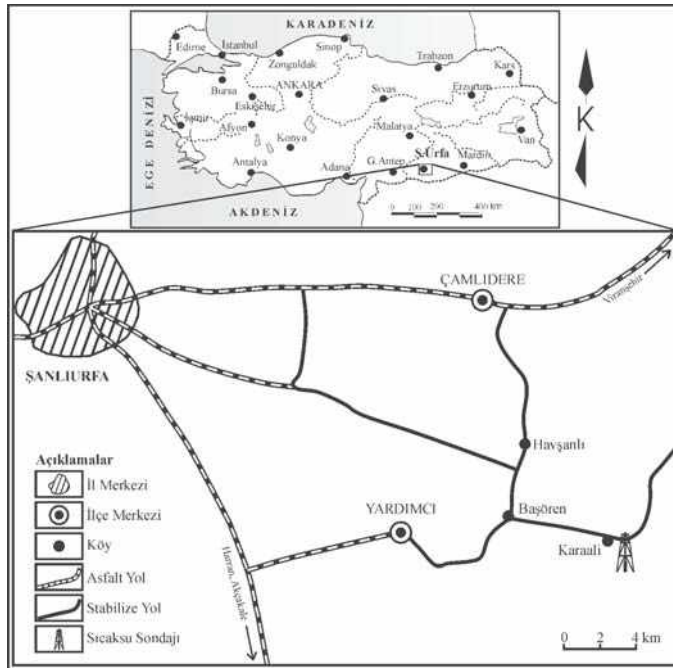 KARADENİZ
Edirne
İstanbul
Sinop
Zonguldak
Trabzon
Kars
Bursa
ANKARA
Eskişehir
Sivas
Erzurum
K
EGE DENİZİ
İzmir
Afyon
Malatya
Van
Konya
Ş.Urfa
Mardin
Antalya
Adana
G.Antep
AKDENİZ
0 100 200 400 km
ÇAMLIDERE
Viranşehir
ŞANLIURFA
Havşanlı
Açıklamalar
İl Merkezi
İlçe Merkezi
YARDIMCI
Başören
Köy
Karaali
Asfalt Yol
Harran, Akçakale
Stabilize Yol
Sıcaksu Sondajı
0 2 4 km